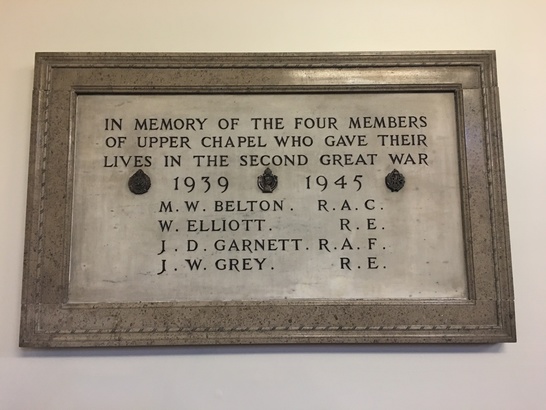 IN MEMORY OF THE FOUR MEMBERS
OF UPPER CHAPEL WHO GAVE THEIR
LIVES IN THE SECOND GREAT WAR
1939 1945
M. W. BELTON. R. A. C.
W. ELLIOTT. R. E.
J. D. GARNETT. R. A. F.
J. W. GREY. R. E.